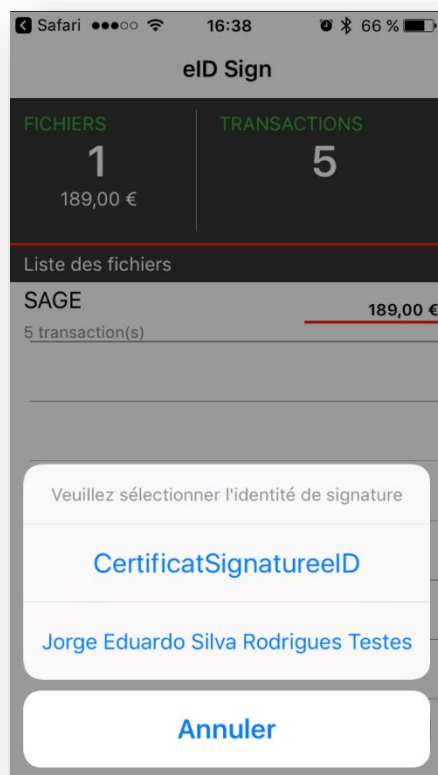 Safari 16:38 66 %
eID Sign
FICHIERS TRANSACTIONS
1 5
189,00 €
Liste des fichiers
SAGE 189,00 €
5 transaction(s)
Veuillez sélectionner l'identité de signature
CertificatSignatureeID
Jorge Eduardo Silva Rodrigues Testes
Annuler